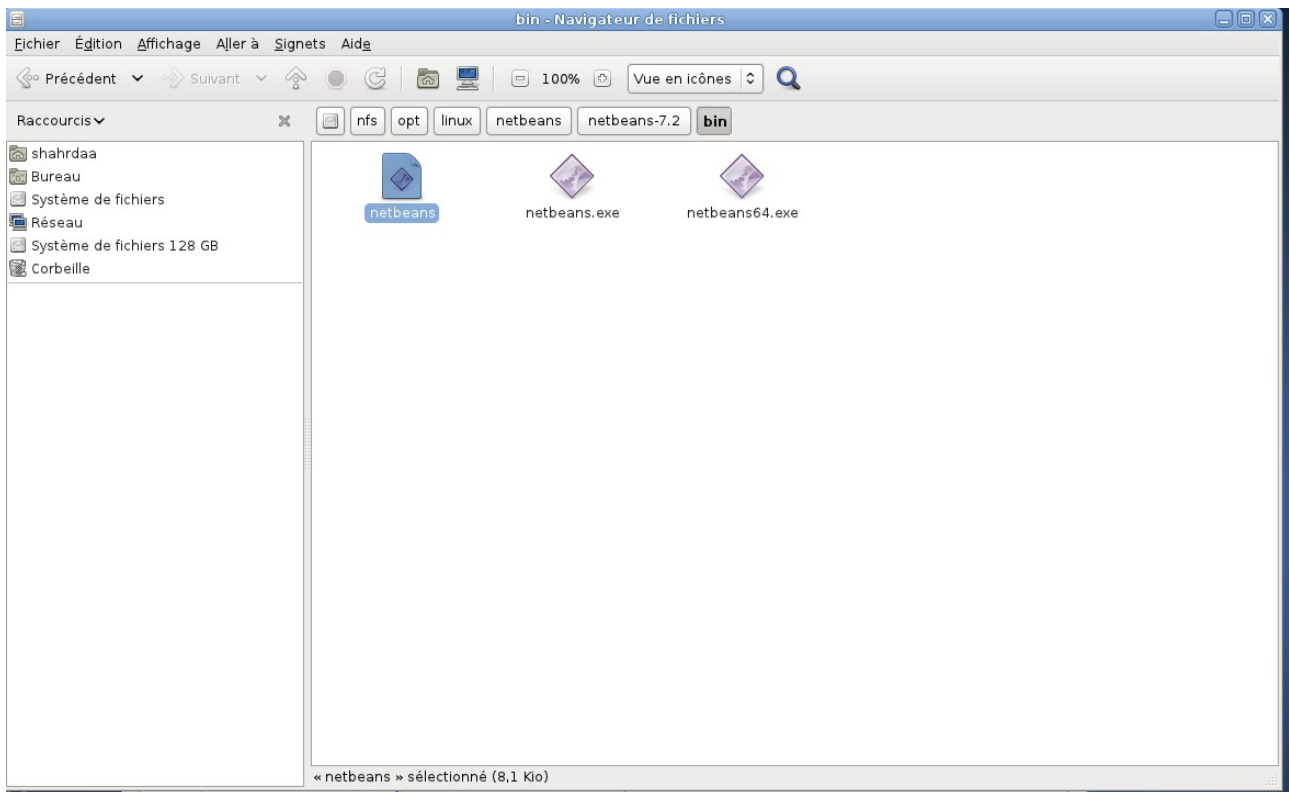 bin - Navigateur de fichiers
Fichier Édition Affichage Aller à Signets Aide
Précédent Suivant 100% Vue en icônes
Raccourcis nfs opt linux netbeans netbeans-7.2 bin
shahrdaa
Bureau
Système de fichiers
Réseau
Système de fichiers 128 GB
Corbeille
netbeans netbeans.exe netbeans64.exe
« netbeans » sélectionné (8,1 Kio)